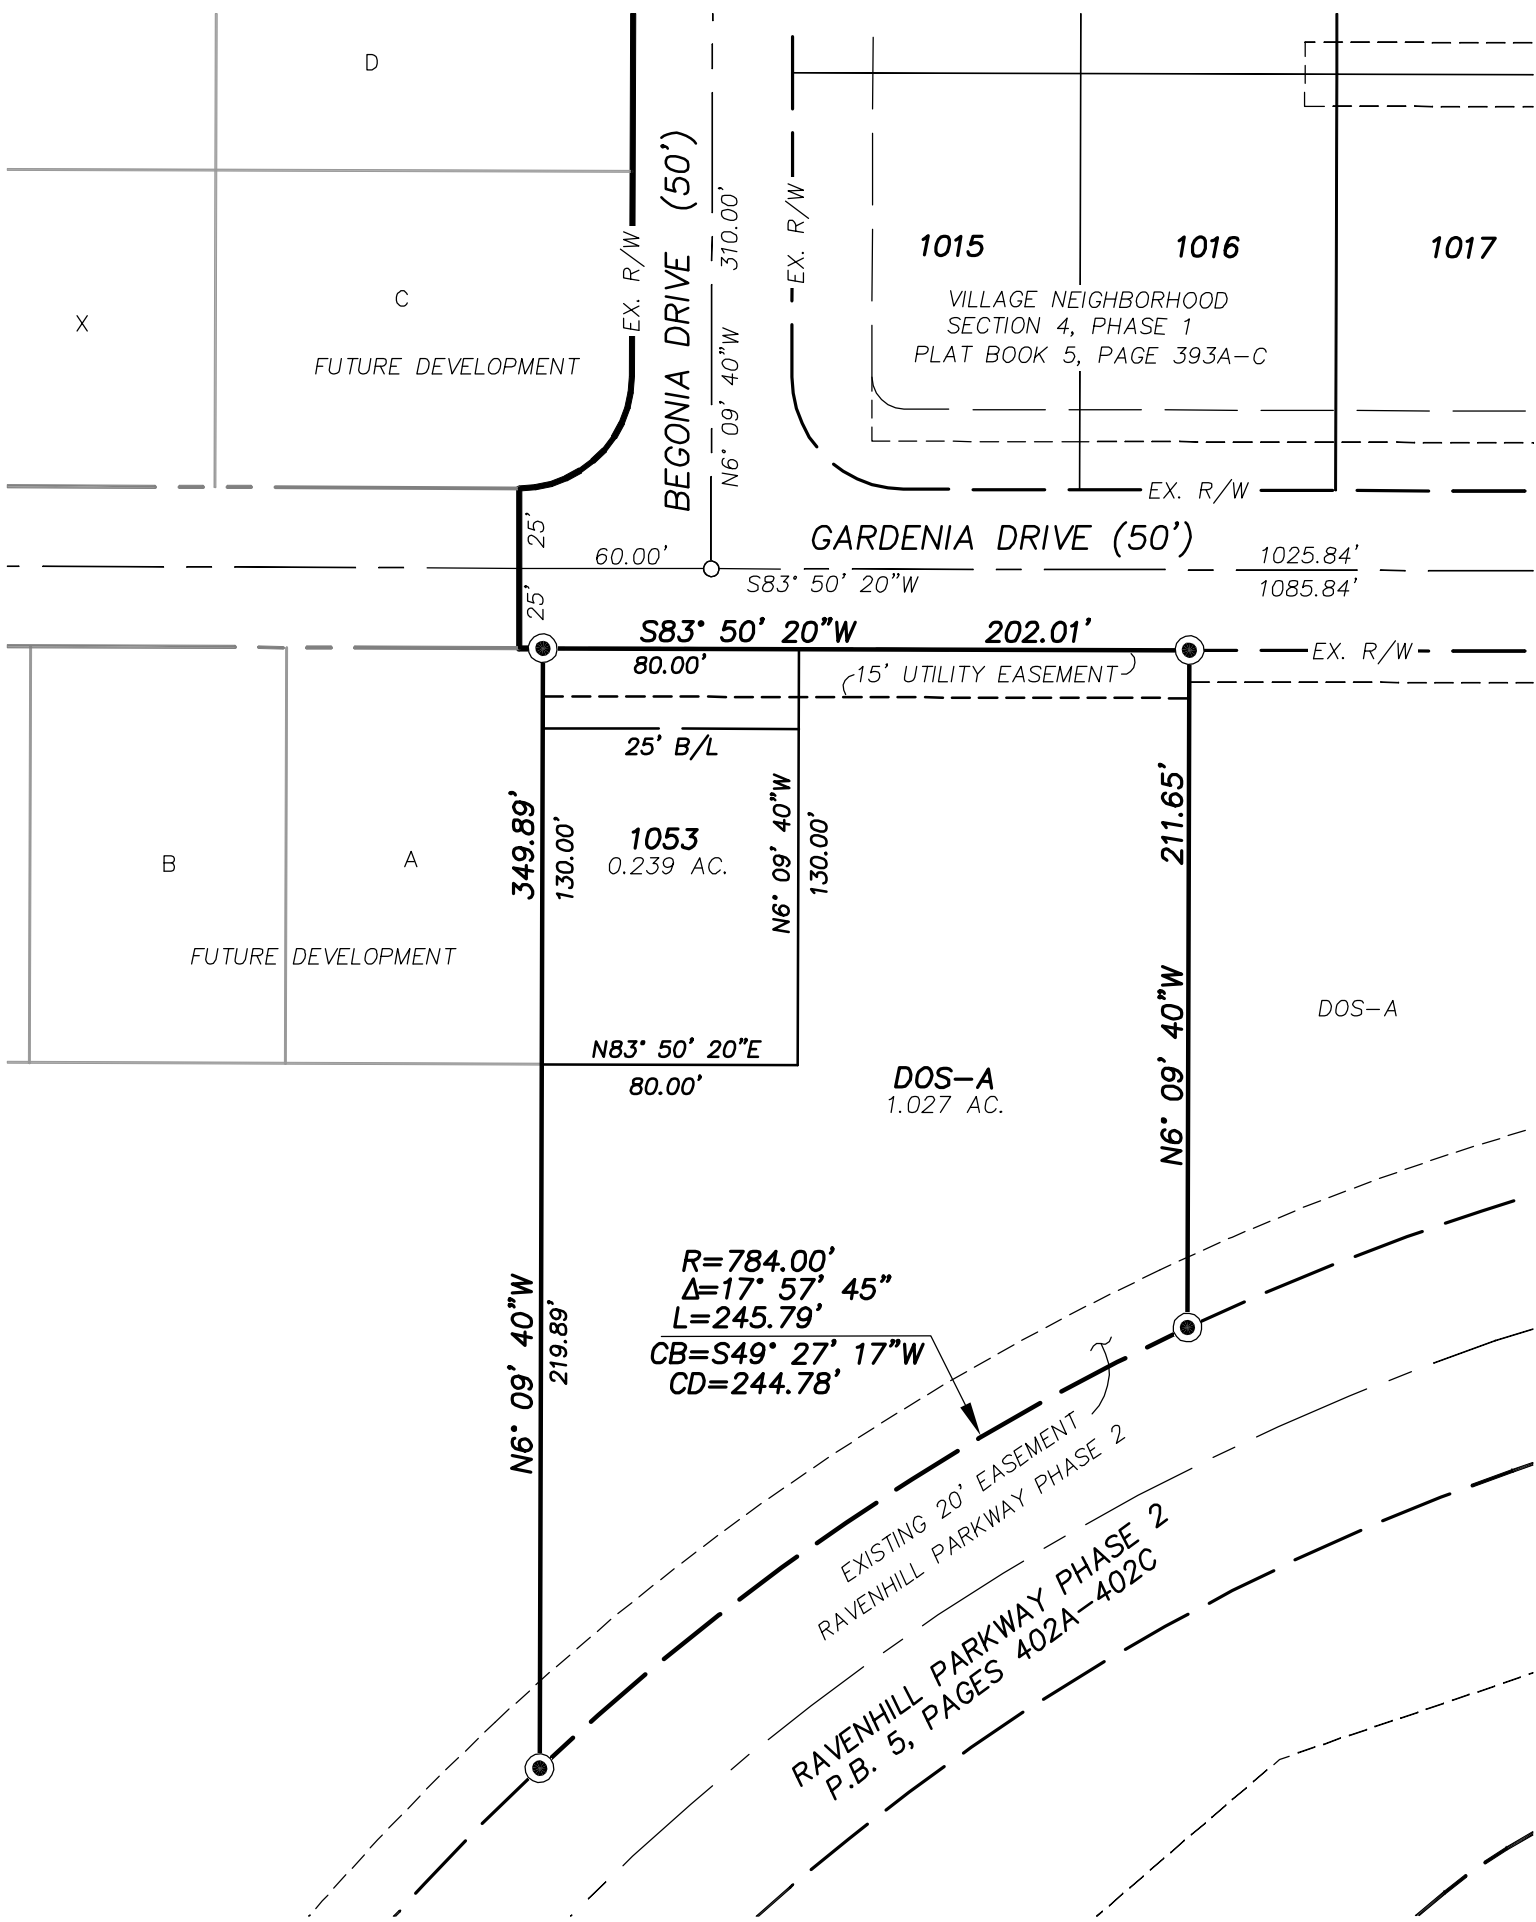 D
C
X
FUTURE DEVELOPMENT
EX. R/W
BEGONIA DRIVE (50')
N6° 09' 40"W 310.00'
EX. R/W
1015
1016
1017
VILLAGE NEIGHBORHOOD
SECTION 4, PHASE 1
PLAT BOOK 5, PAGE 393A-C
EX. R/W
GARDENIA DRIVE (50')
25'
25'
60.00'
S83° 50' 20"W
1025.84'
1085.84'
S83° 50' 20"W 202.01'
EX. R/W
80.00'
15' UTILITY EASEMENT
25' B/L
349.89'
130.00'
1053
0.239 AC.
N6° 09' 40"W
130.00'
211.65'
N6° 09' 40"W
B
A
FUTURE DEVELOPMENT
DOS-A
N83° 50' 20"E
80.00'
DOS-A
1.027 AC.
N6° 09' 40"W
219.89'
R=784.00'
Δ=17° 57' 45"
L=245.79'
CB=S49° 27' 17"W
CD=244.78'
EXISTING 20' EASEMENT
RAVENHILL PARKWAY PHASE 2
RAVENHILL PARKWAY PHASE 2
P.B. 5, PAGES 402A-402C